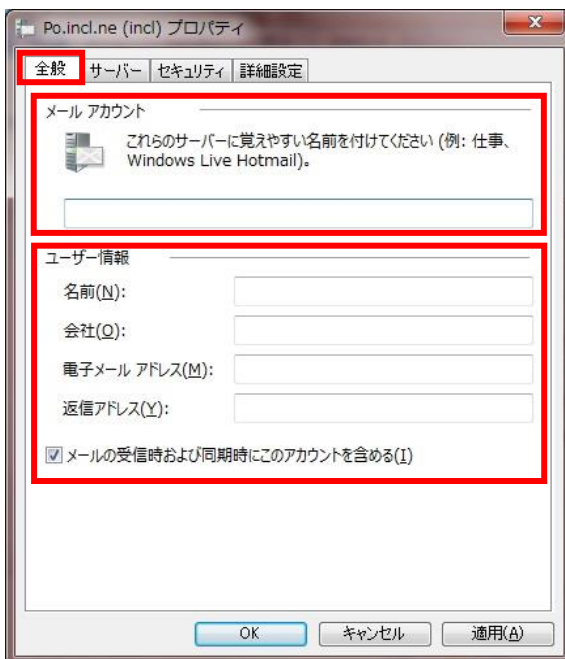 Po.incl.ne (incl) プロパティ
全般 サーバー セキュリティ 詳細設定
メール アカウント
これらのサーバーに覚えやすい名前を付けてください (例: 仕事、
Windows Live Hotmail)。
ユーザー情報
名前(N):
会社(O):
電子メール アドレス(M):
返信アドレス(Y):
メールの受信時および同期時にこのアカウントを含める(I)
OK キャンセル 適用(A)